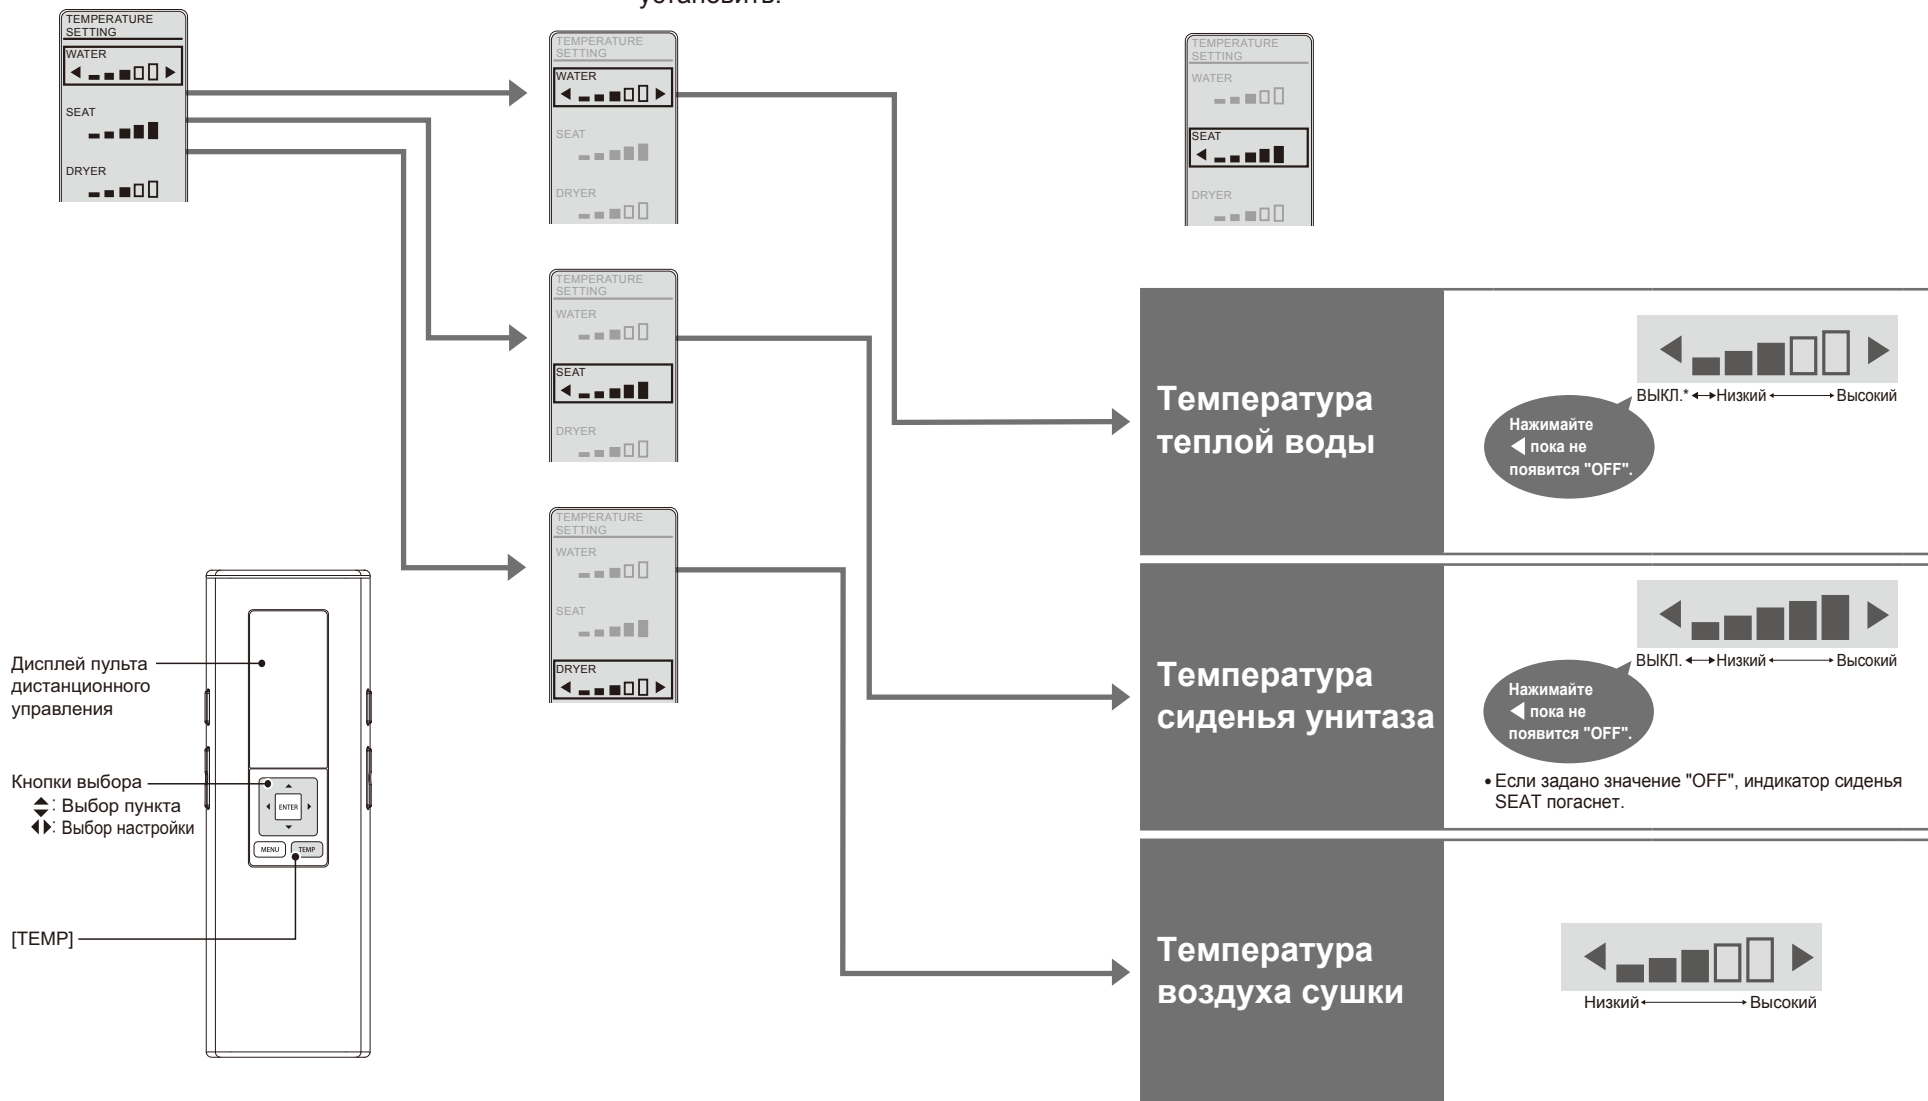 установить.
TEMPERATURE
SETTING
WATER
SEAT
DRYER
TEMPERATURE
SETTING
WATER
SEAT
DRYER
TEMPERATURE
SETTING
WATER
SEAT
DRYER
TEMPERATURE
SETTING
WATER
SEAT
DRYER
TEMPERATURE
SETTING
WATER
SEAT
DRYER
Дисплей пульта
дистанционного
управления
Кнопки выбора
: Выбор пункта
: Выбор настройки
[TEMP]
ENTER
MENU
TEMP
Температура
теплой воды
ВЫКЛ.* Низкий Высокий
Нажимайте
◀ пока не
появится "OFF".
Температура
сиденья унитаза
ВЫКЛ. Низкий Высокий
Нажимайте
◀ пока не
появится "OFF".
• Если задано значение "OFF", индикатор сиденья
SEAT погаснет.
Температура
воздуха сушки
Низкий Высокий